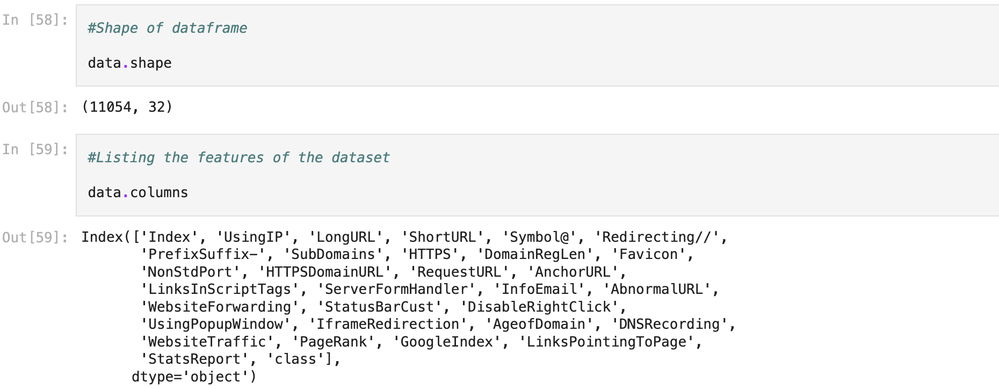 In [58]:
#Shape of dataframe
data.shape
Out[58]: (11054, 32)
In [59]:
#Listing the features of the dataset
data.columns
Out[59]: Index(['Index', 'UsingIP', 'LongURL', 'ShortURL', 'Symbol@', 'Redirecting//',
'PrefixSuffix-', 'SubDomains', 'HTTPS', 'DomainRegLen', 'Favicon',
'NonStdPort', 'HTTPSDomainURL', 'RequestURL', 'AnchorURL',
'LinksInScriptTags', 'ServerFormHandler', 'InfoEmail', 'AbnormalURL',
'WebsiteForwarding', 'StatusBarCust', 'DisableRightClick',
'UsingPopupWindow', 'IframeRedirection', 'AgeofDomain', 'DNSRecording',
'WebsiteTraffic', 'PageRank', 'GoogleIndex', 'LinksPointingToPage',
'StatsReport', 'class'],
dtype='object')